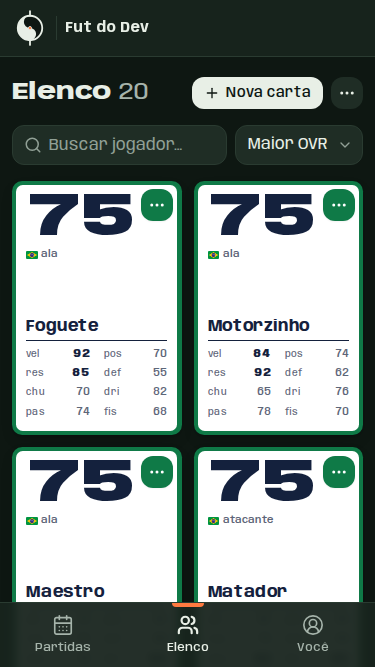 Fut do Dev
Elenco 20
+ Nova carta
Buscar jogador...
Maior OVR
75
ala
Foguete
vel 92 pos 70
res 85 def 55
chu 70 dri 82
pas 74 fis 68
75
ala
Motorzinho
vel 84 pos 74
res 92 def 62
chu 65 dri 76
pas 78 fis 70
75
ala
Maestro
75
atacante
Matador
Partidas
Elenco
Você